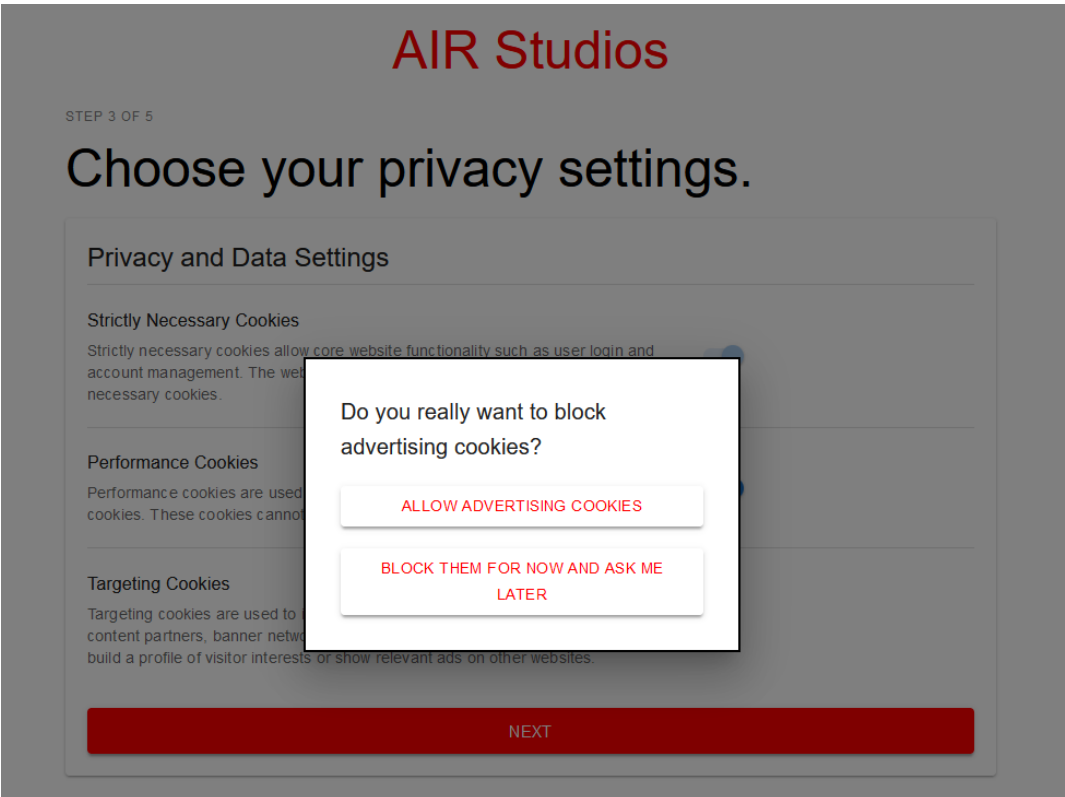 AIR Studios
STEP 3 OF 5
Choose your privacy settings.
Privacy and Data Settings
Strictly Necessary Cookies
Strictly necessary cookies allow core website functionality such as user login and
account management. The
necessary cookies.
Do you really want to block
advertising cookies?
ALLOW ADVERTISING COOKIES
BLOCK THEM FOR NOW AND ASK ME
LATER
Performance Cookies
Performance cookies are used
cookies. These cookies cannot
Targeting Cookies
Targeting cookies are used to
content partners, banner
build a profile of visitor interests or show relevant ads on other websites.
NEXT